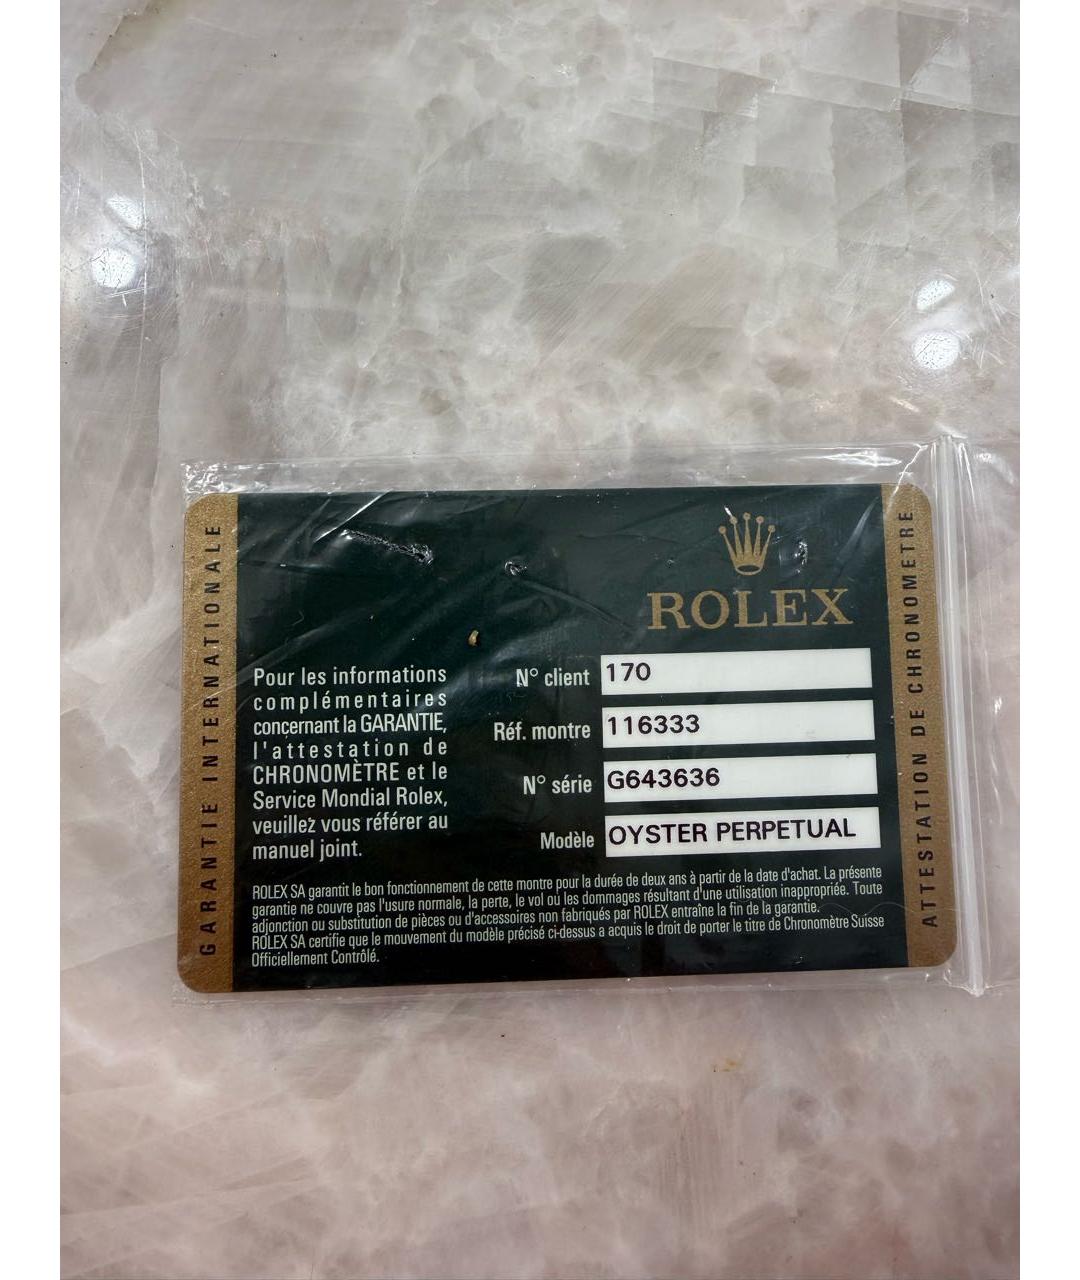 GARANTIE INTERNATIONALE
ROLEX
ATTESTATION DE CHRONOMETRE
Pour les informations
complémentaires
concernant la GARANTIE,
l'attestation de
CHRONOMÈTRE et le
Service Mondial Rolex,
veuillez vous référer au
manuel joint.
N° client 170
Réf. montre 116333
N° série G643636
Modèle OYSTER PERPETUAL
ROLEX SA garantit le bon fonctionnement de cette montre pour la durée de deux ans à partir de la date d'achat. La présente
garantie ne couvre pas l'usure normale, la perte, le vol ou les dommages résultant d'une utilisation inappropriée. Toute
adjonction ou substitution de pièces ou d'accessoires non fabriqués par ROLEX entraîne la fin de la garantie.
ROLEX SA certifie que le mouvement du modèle précisé ci-dessus a acquis le droit de porter le titre de Chronomètre Suisse
Officiellement Contrôlé.